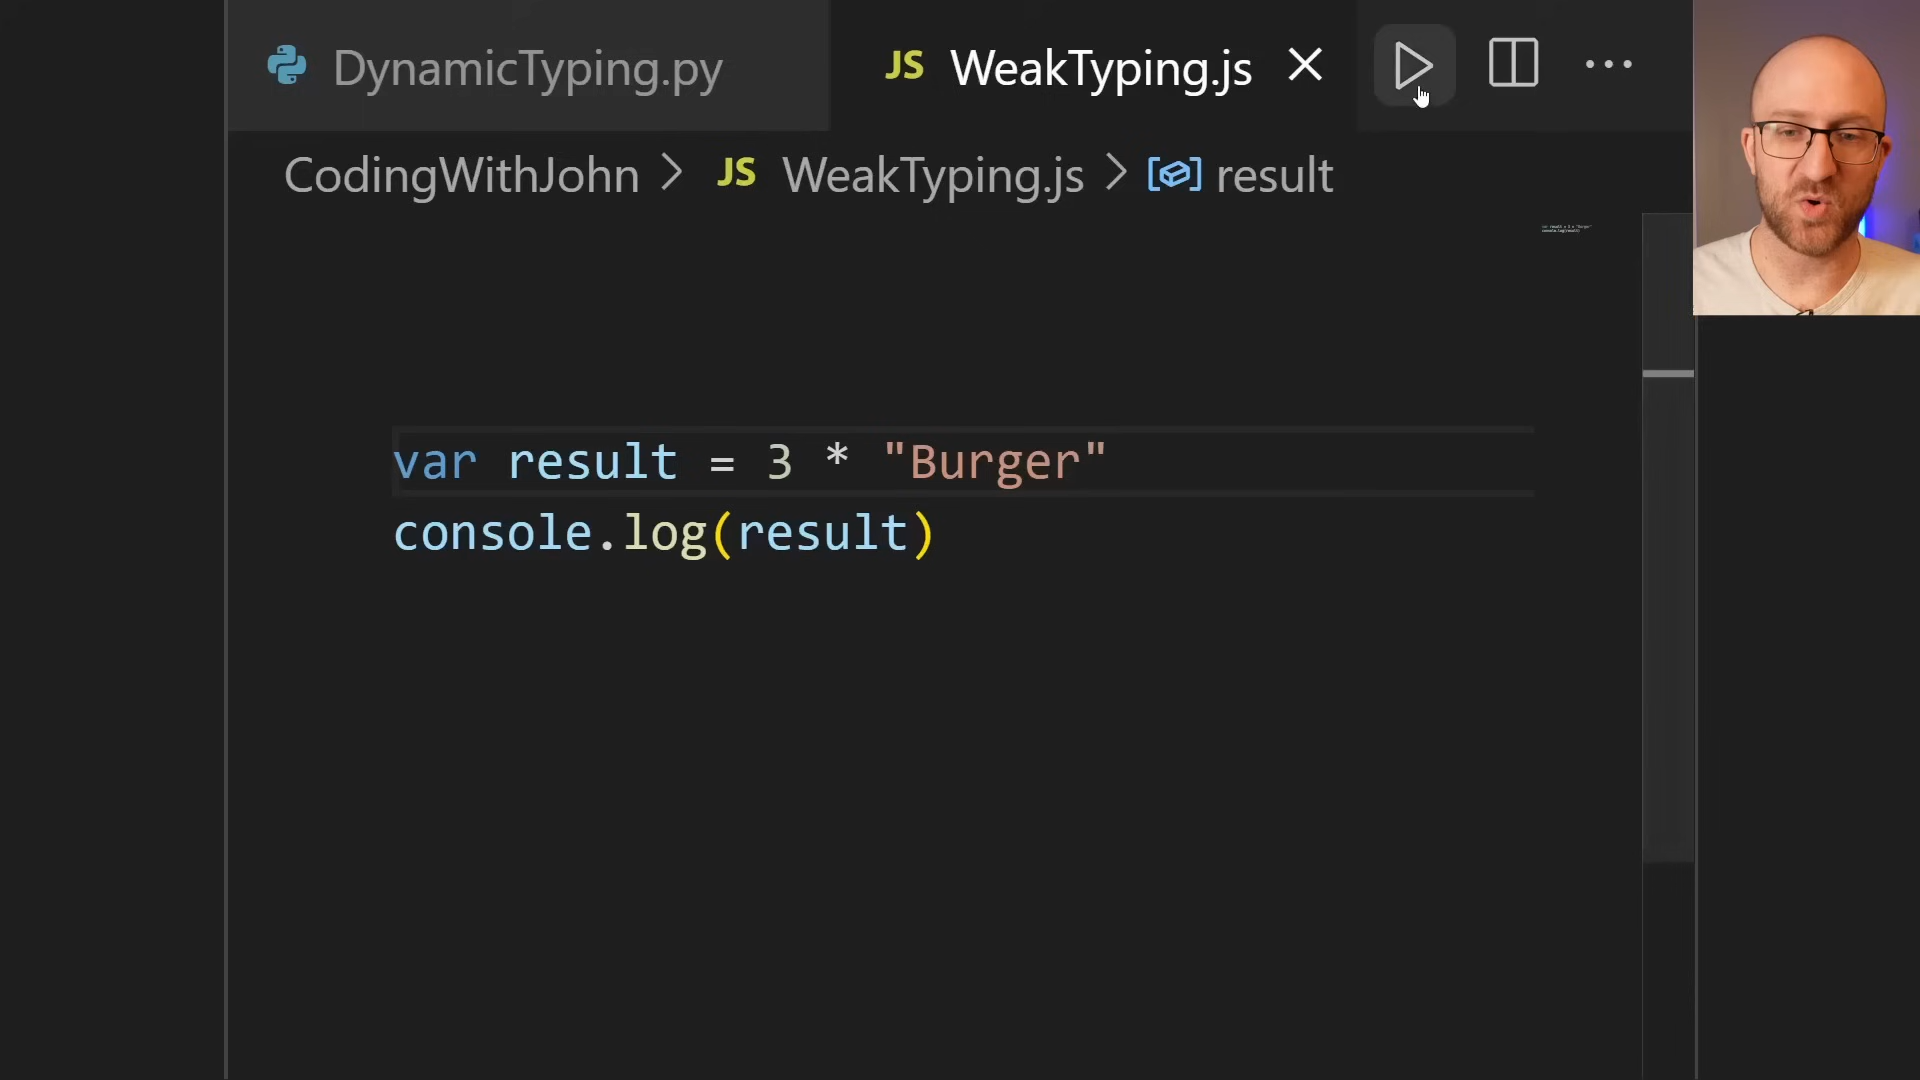 DynamicTyping.py
JS WeakTyping.js
CodingWithJohn > JS WeakTyping.js > result
var result = 3 * "Burger"
console.log(result)